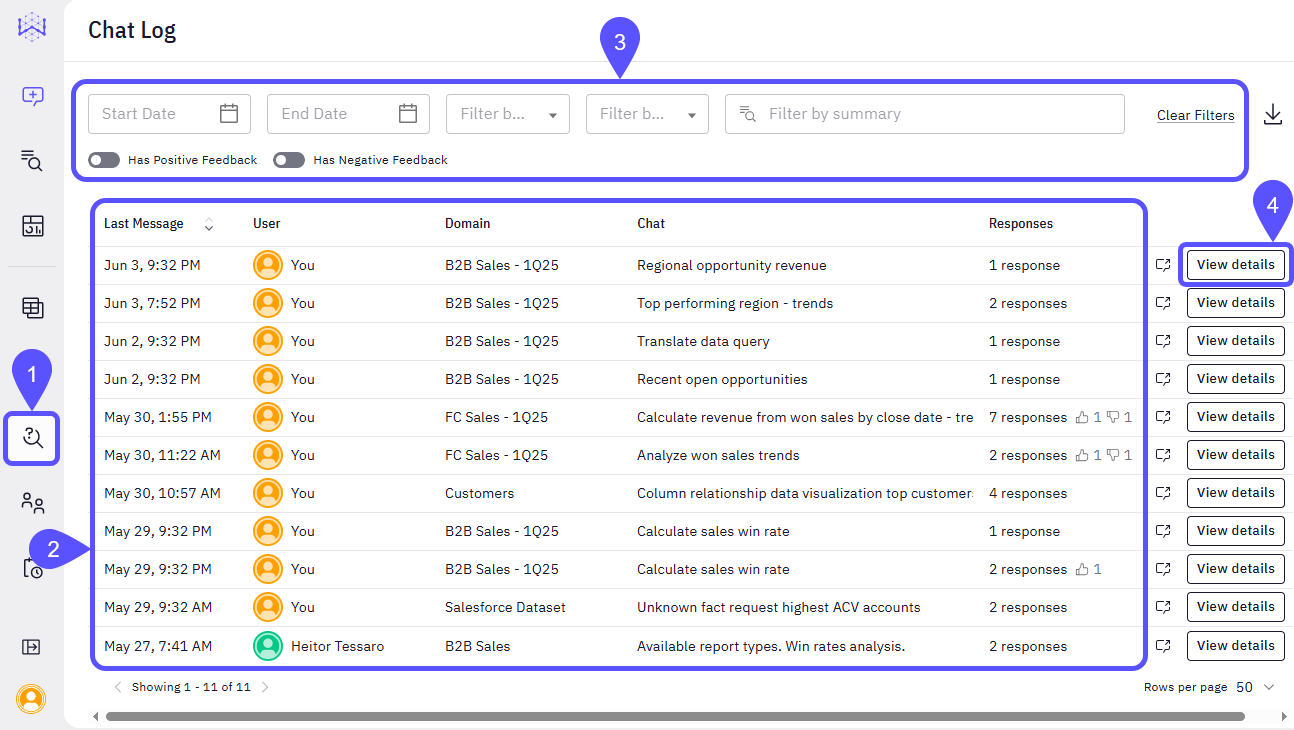 Chat Log
3
Start Date End Date Filter b... Filter b... Filter by summary Clear Filters
Has Positive Feedback Has Negative Feedback
4
Last Message User Domain Chat Responses
Jun 3, 9:32 PM You B2B Sales - 1Q25 Regional opportunity revenue 1 response View details
Jun 3, 7:52 PM You B2B Sales - 1Q25 Top performing region - trends 2 responses View details
Jun 2, 9:32 PM You B2B Sales - 1Q25 Translate data query 1 response View details
1
Jun 2, 9:32 PM You B2B Sales - 1Q25 Recent open opportunities 1 response View details
May 30, 1:55 PM You FC Sales - 1Q25 Calculate revenue from won sales by close date - tre 7 responses 1 1 View details
May 30, 11:22 AM You FC Sales - 1Q25 Analyze won sales trends 2 responses 1 1 View details
May 30, 10:57 AM You Customers Column relationship data visualization top customer 4 responses View details
May 29, 9:32 PM You B2B Sales - 1Q25 Calculate sales win rate 1 response View details
2
May 29, 9:32 PM You B2B Sales - 1Q25 Calculate sales win rate 2 responses 1 View details
May 29, 9:32 AM You Salesforce Dataset Unknown fact request highest ACV accounts 2 responses View details
May 27, 7:41 AM Heitor Tessaro B2B Sales Available report types. Win rates analysis. 2 responses View details
Showing 1 - 11 of 11 Rows per page 50